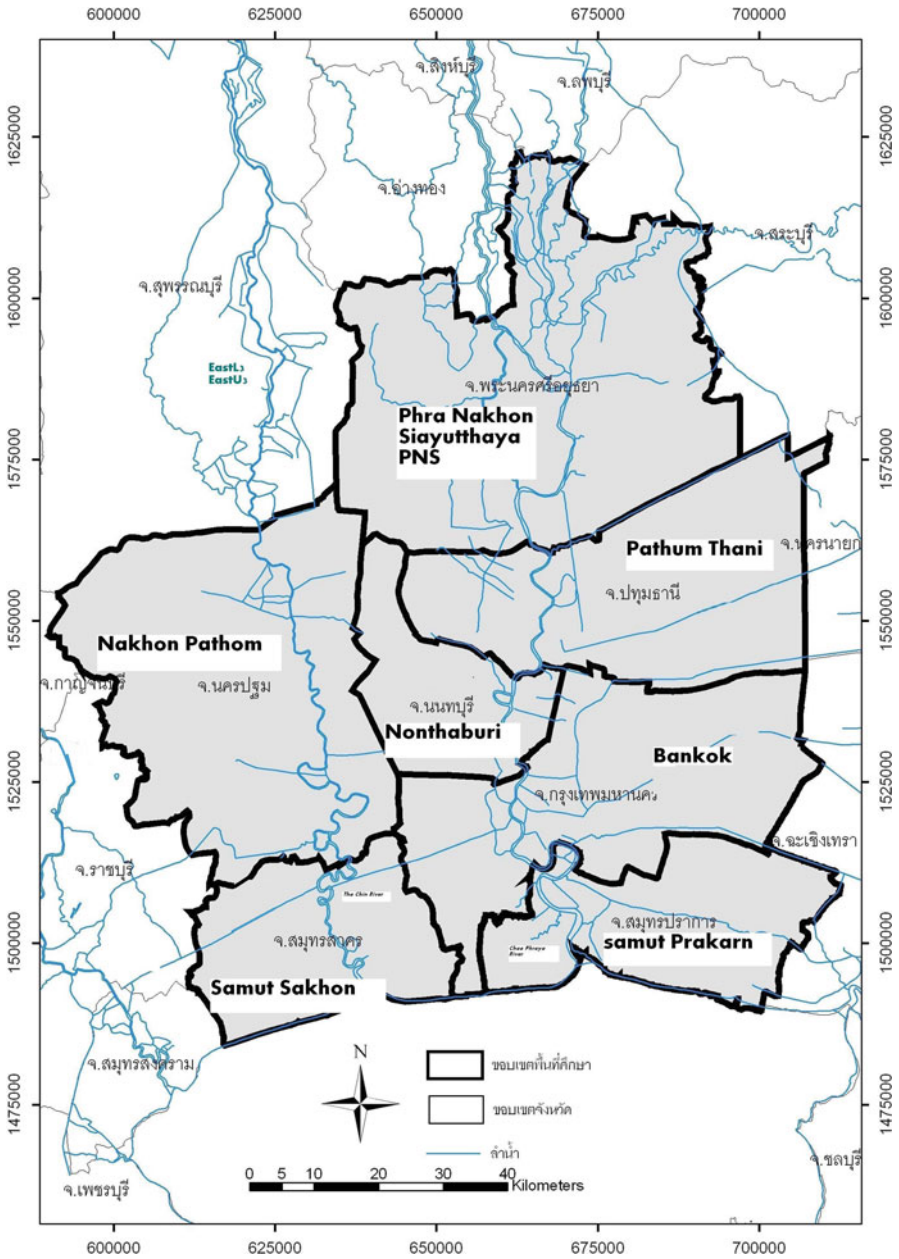 600000 625000 650000 675000 700000
จ.สิงห์บุรี
จ.ลพบุรี
1625000 1625000
จ.อ่างทอง
จ.สระบุรี
จ.สุพรรณบุรี
1600000 1600000
EastL3
EastU3
จ.พระนครศรีอยุธยา
Phra Nakhon
Siayutthaya
PNS
1575000 1575000
Pathum Thani
จ.นครนายก
จ.ปทุมธานี
1550000 1550000
Nakhon Pathom
จ.กาญจนบุรี
จ.นครปฐม
จ.นนทบุรี
Nonthaburi
Bankok
1525000 1525000
จ.กรุงเทพมหานคร
จ.ฉะเชิงเทรา
จ.ราชบุรี
The Chin River
จ.สมุทรปราการ
samut Prakarn
จ.สมุทรสาคร
Chao Phraya
River
1500000 1500000
Samut Sakhon
N
จ.สมุทรสงคราม
ขอบเขตพื้นที่ศึกษา
ขอบเขตจังหวัด
1475000 1475000
ลำน้ำ
จ.ชลบุรี
จ.เพชรบุรี
0 5 10 20 30 40
Kilometers
600000 625000 650000 675000 700000